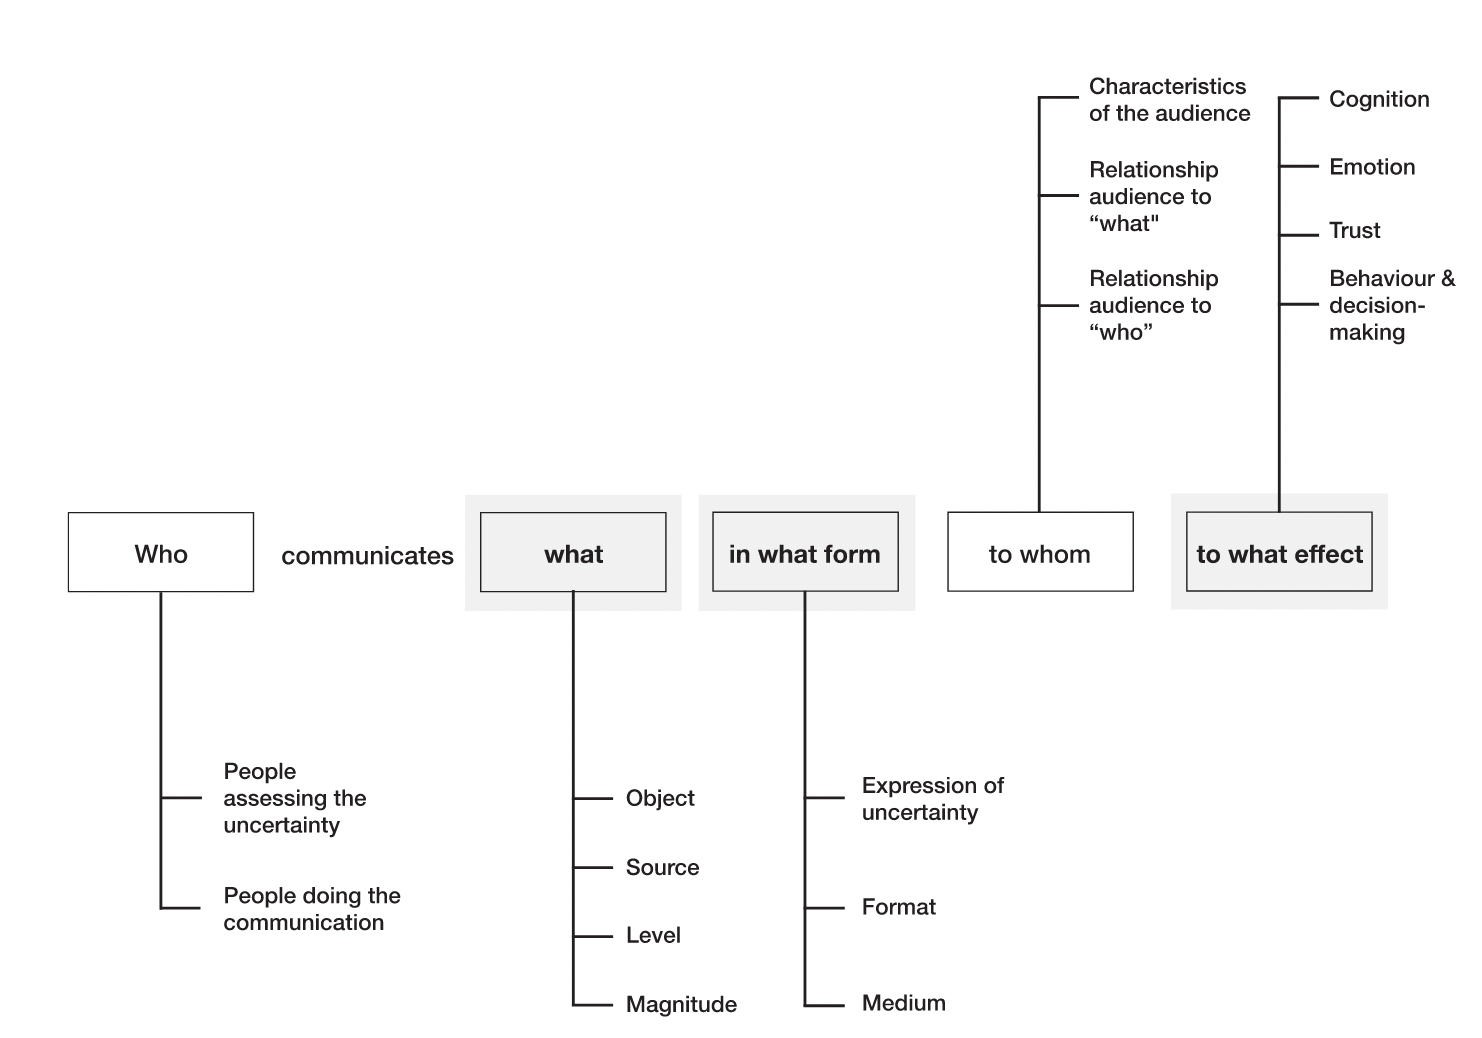 Characteristics
of the audience
Relationship
audience to
“what"
Relationship
audience to
“who”
Cognition
Emotion
Trust
Behaviour &
decision-
making
Who
communicates
what
in what form
to whom
to what effect
People
assessing the
uncertainty
People doing the
communication
Object
Source
Level
Magnitude
Expression of
uncertainty
Format
Medium